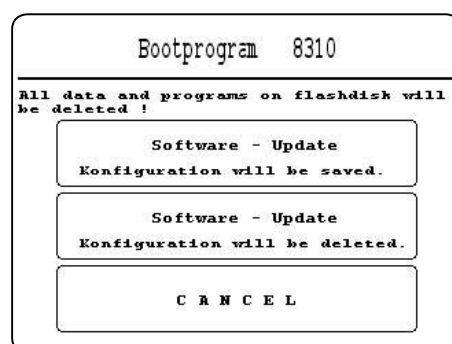 Bootprogram 8310
All data and programs on flashdisk will
be deleted !
Software - Update
Konfiguration will be saved.
Software - Update
Konfiguration will be deleted.
C A N C E L